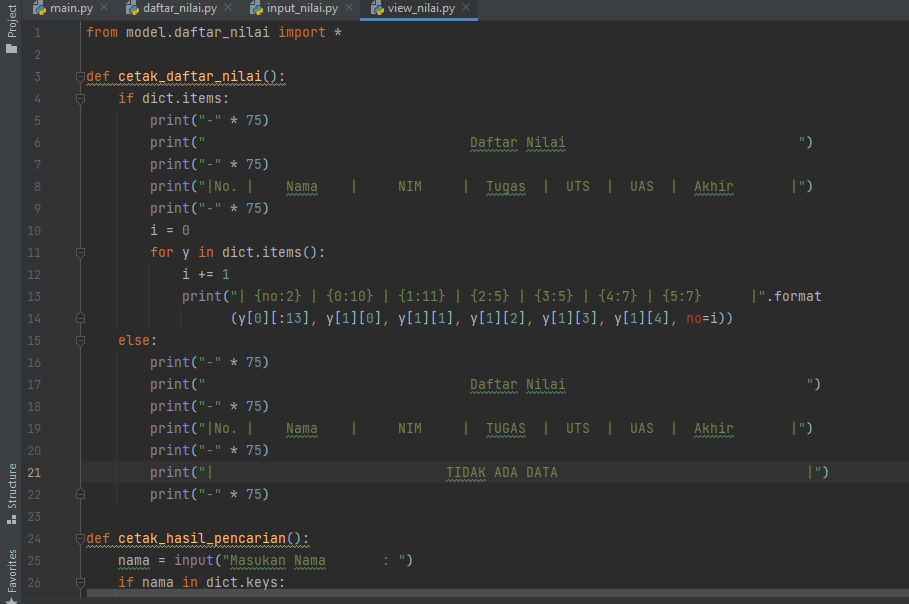 Project
main.py
daftar_nilai.py
input_nilai.py
view_nilai.py
1 from model.daftar_nilai import *
2
3 def cetak_daftar_nilai():
4 if dict.items:
5 print("-" * 75)
6 print(" Daftar Nilai ")
7 print("-" * 75)
8 print("|No. | Nama | NIM | Tugas | UTS | UAS | Akhir |")
9 print("-" * 75)
10 i = 0
11 for y in dict.items():
12 i += 1
13 print("| {no:2} | {0:10} | {1:11} | {2:5} | {3:5} | {4:7} | {5:7} |".format
14 (y[0][:13], y[1][0], y[1][1], y[1][2], y[1][3], y[1][4], no=i))
15 else:
16 print("-" * 75)
17 print(" Daftar Nilai ")
18 print("-" * 75)
19 print("|No. | Nama | NIM | TUGAS | UTS | UAS | Akhir |")
20 print("-" * 75)
21 print("| TIDAK ADA DATA |")
22 print("-" * 75)
23
24 def cetak_hasil_pencarian():
25 nama = input("Masukan Nama : ")
26 if nama in dict.keys:
Structure
Favorites